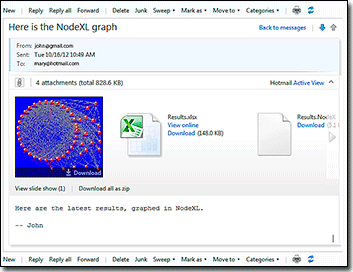 New Reply Reply all Forward Delete Junk Sweep Mark as Move to Categories
Here is the NodeXL graph
Back to messages
From: john@gmail.com
Sent: Tue 10/16/12 10:49 AM
To: mary@hotmail.com
4 attachments (total 828.6 KB)
Hotmail Active View
Results.xlsx
View online
Download (148.0 KB)
Results.NodeX
Download
Download
View slide show (1) Download all as zip
Here are the latest results, graphed in NodeXL.
-- John
New Reply Reply all Forward Delete Junk Sweep Mark as Move to Categories